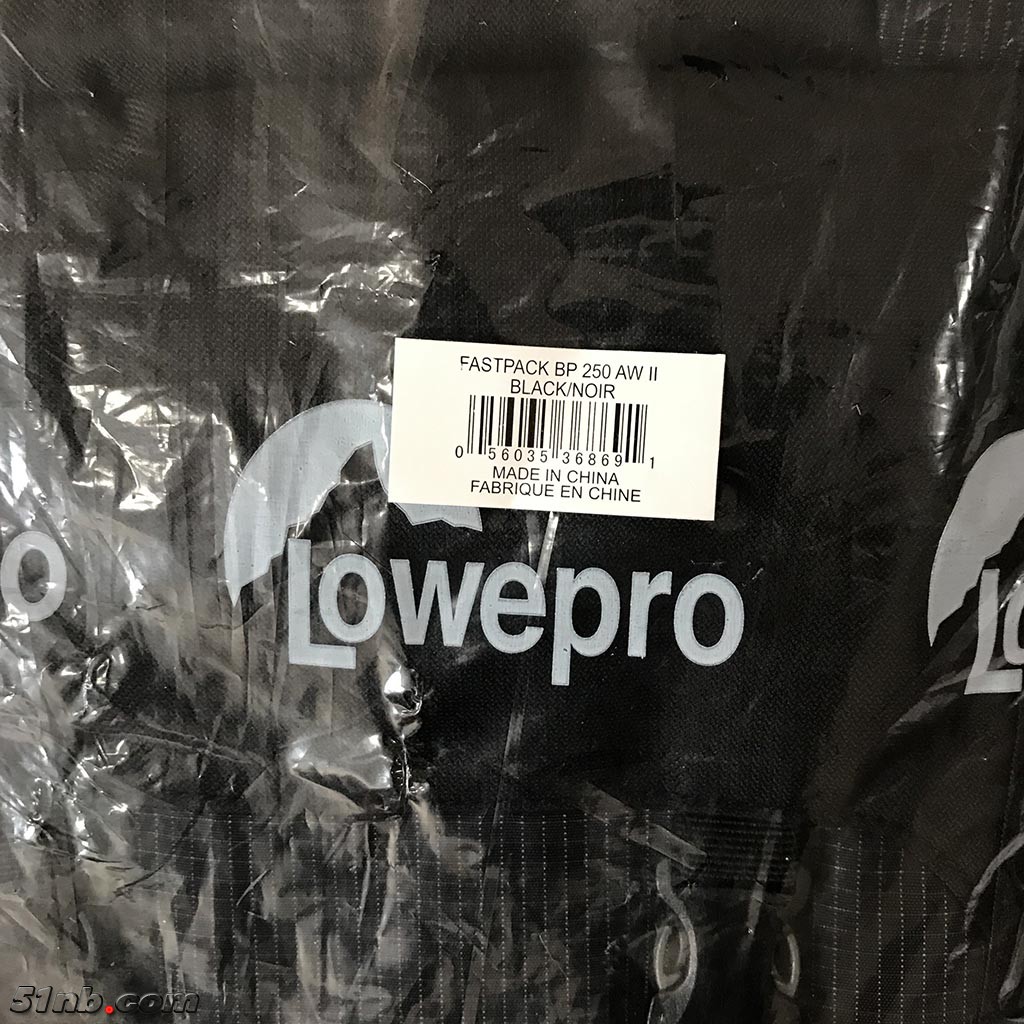 FASTPACK BP 250 AW II
BLACK/NOIR
0 56035 36869 1
MADE IN CHINA
FABRIQUE EN CHINE
Lowepro
o
Lo
51nb.com